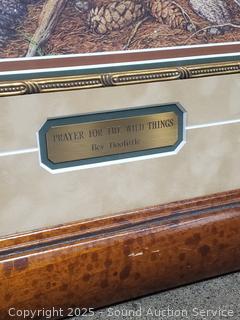 PRAYER FOR THE WILD THINGS
Bev Doolittle
Copyright 2025 - Sound Auction Service